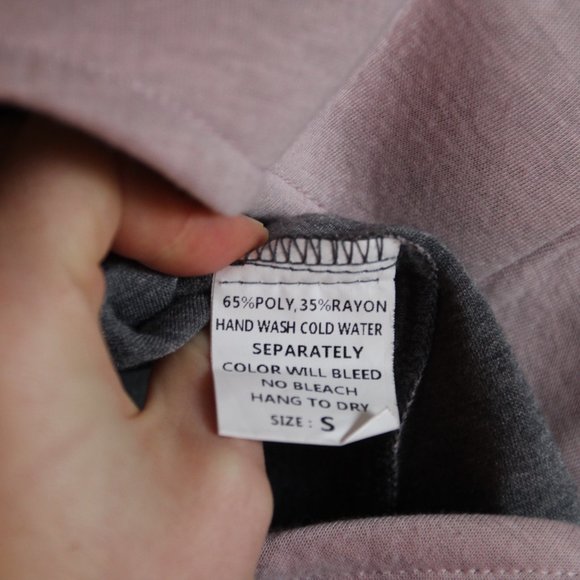 65%POLY,35%RAYON
HAND WASH COLD WATER
SEPARATELY
COLOR WILL BLEED
NO BLEACH
HANG TO DRY
SIZE : S